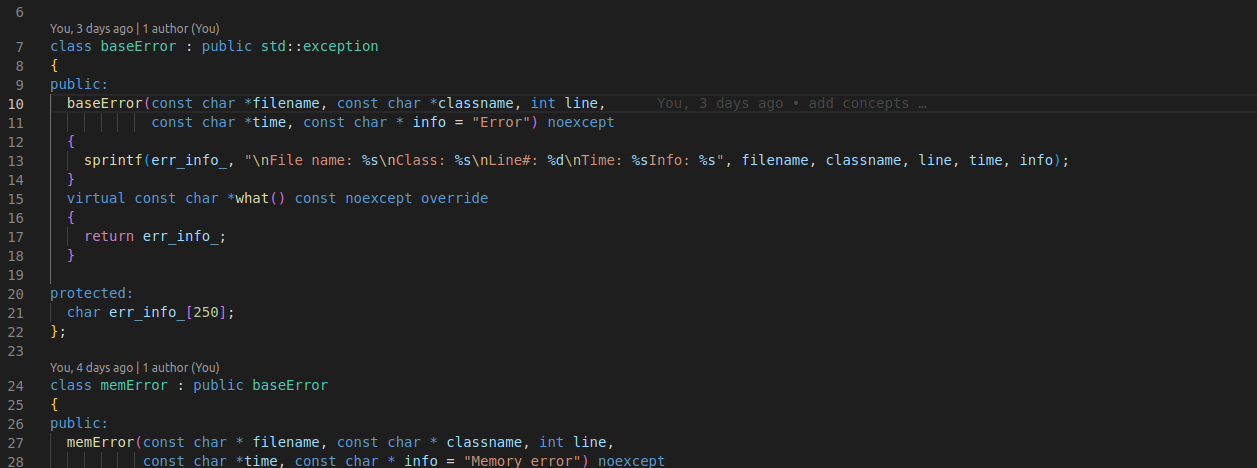 6
You, 3 days ago | 1 author (You)
7 class baseError : public std::exception
8 {
9 public:
10 baseError(const char *filename, const char *classname, int line, You, 3 days ago • add concepts …
11 const char *time, const char * info = "Error") noexcept
12 {
13 sprintf(err_info_, "\nFile name: %s\nClass: %s\nLine#: %d\nTime: %sInfo: %s", filename, classname, line, time, info);
14 }
15 virtual const char *what() const noexcept override
16 {
17 return err_info_;
18 }
19
20 protected:
21 char err_info_[250];
22 };
23
You, 4 days ago | 1 author (You)
24 class memError : public baseError
25 {
26 public:
27 memError(const char * filename, const char * classname, int line,
28 const char *time, const char * info = "Memory error") noexcept